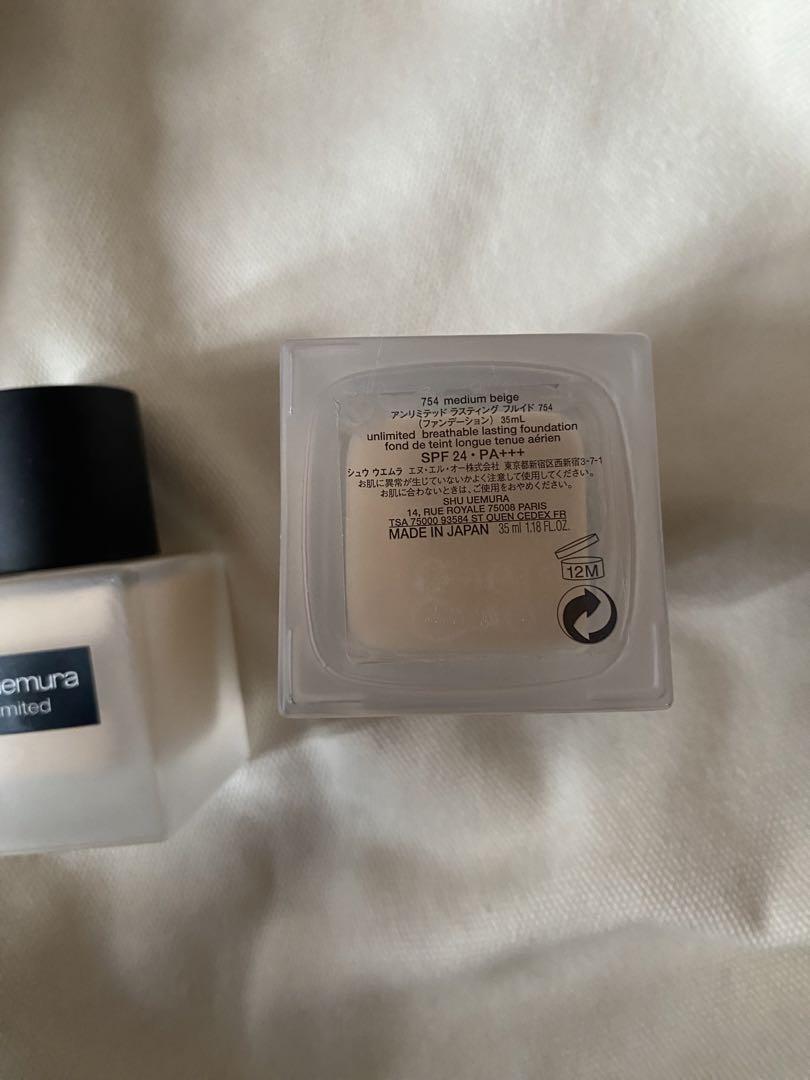 754 medium beige
アンリミテッド ラスティング フルイド 754
(ファンデーション) 35mL
unlimited breathable lasting foundation
fond de teint longue tenue aérien
SPF 24・PA+++
シュウ ウエムラ エヌ・エル・オー株式会社 東京都新宿区西新宿3-7-1
お肌に異常が生じていないかよく注意して使用してください。
お肌に合わないときは、ご使用をおやめください。
SHU UEMURA
14, RUE ROYALE 75008 PARIS
TSA 75000 93584 ST OUEN CEDEX FR
MADE IN JAPAN 35 ml 1.18 FL.OZ.
12M
uemura
mited